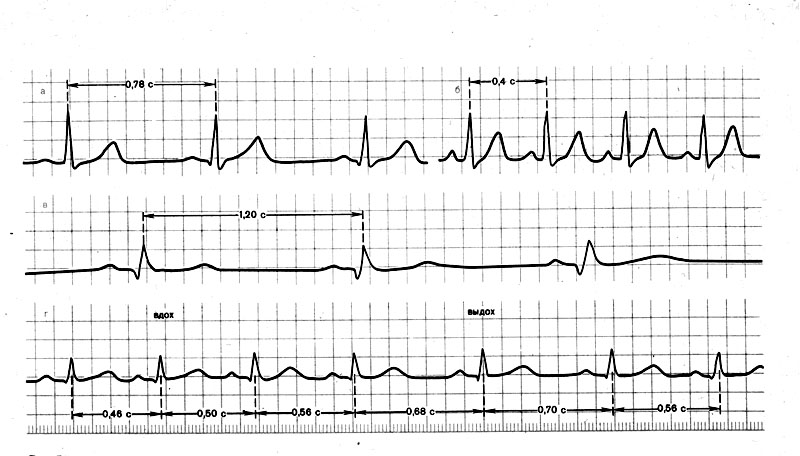 а
0,78 с
б
0,4 с
в
1,20 с
г
вдох
выдох
0,46 с
0,50 с
0,56 с
0,68 с
0,70 с
0,56 с